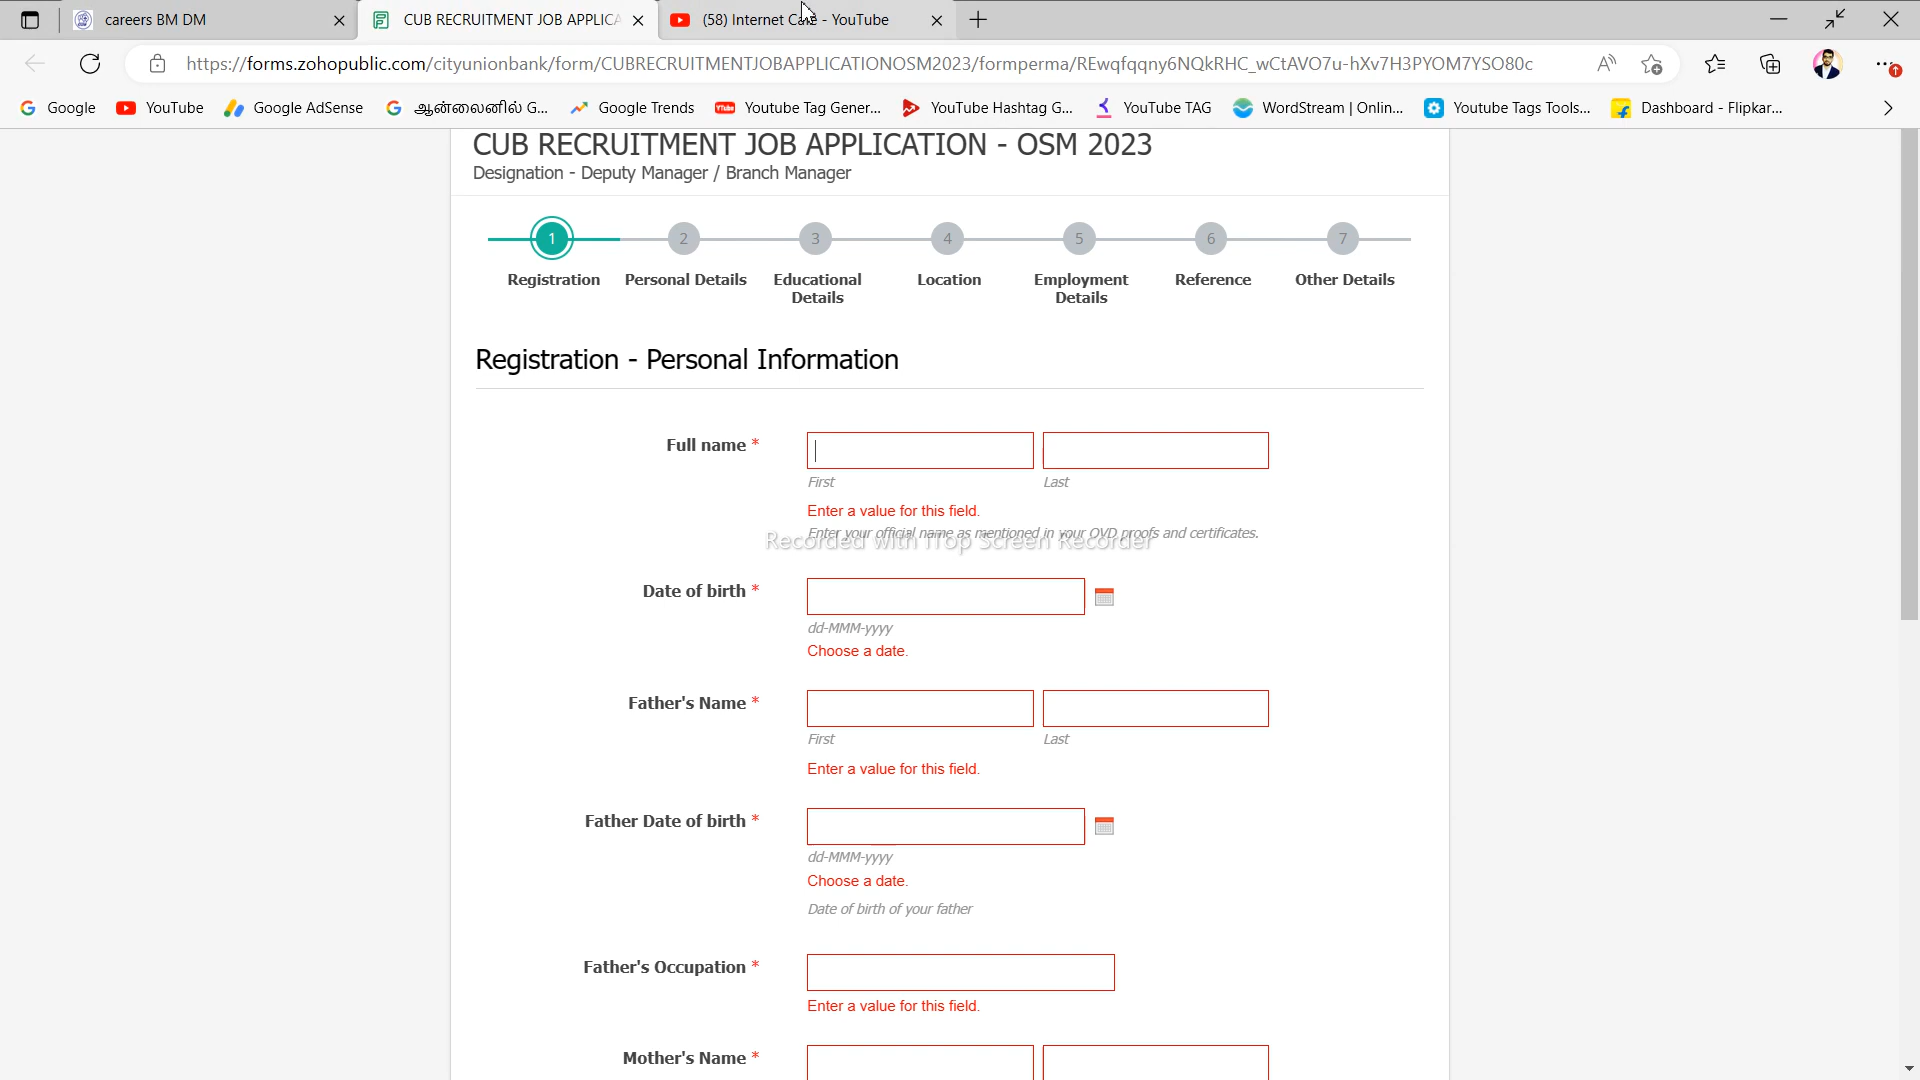 careers BM DM
CUB RECRUITMENT JOB APPLICA
(58) Internet Cafe - YouTube
https://forms.zohopublic.com/cityunionbank/form/CUBRECRUITMENTJOBAPPLICATIONOSM2023/formperma/REwqfqqny6NQkRHC_wCtAVO7u-hXv7H3PYOM7YSO80c
Google
YouTube
Google AdSense
ஆன்லைனில் G...
Google Trends
Youtube Tag Gener...
YouTube Hashtag G...
YouTube TAG
WordStream | Onlin...
Youtube Tags Tools...
Dashboard - Flipkar...
CUB RECRUITMENT JOB APPLICATION - OSM 2023
Designation - Deputy Manager / Branch Manager
1 2 3 4 5 6 7
Registration Personal Details Educational Details Location Employment Details Reference Other Details
Registration - Personal Information
Full name *
First Last
Enter a value for this field.
Enter your official name as mentioned in your OVD proofs and certificates.
Recorded with iTop Screen Recorder
Date of birth *
dd-MMM-yyyy
Choose a date.
Father's Name *
First Last
Enter a value for this field.
Father Date of birth *
dd-MMM-yyyy
Choose a date.
Date of birth of your father
Father's Occupation *
Enter a value for this field.
Mother's Name *